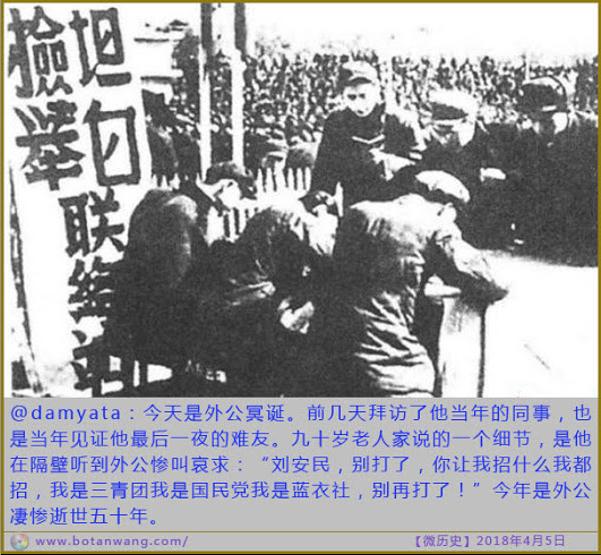 坦白
檢舉
联络站
@damyata：今天是外公冥诞。前几天拜访了他当年的同事，也
是当年见证他最后一夜的难友。九十岁老人家说的一个细节，是他
在隔壁听到外公惨叫哀求：“刘安民，别打了，你让我招什么我都
招，我是三青团我是国民党我是蓝衣社，别再打了！”今年是外公
凄惨逝世五十年。
www.botanwang.com/ 【微历史】2018年4月5日